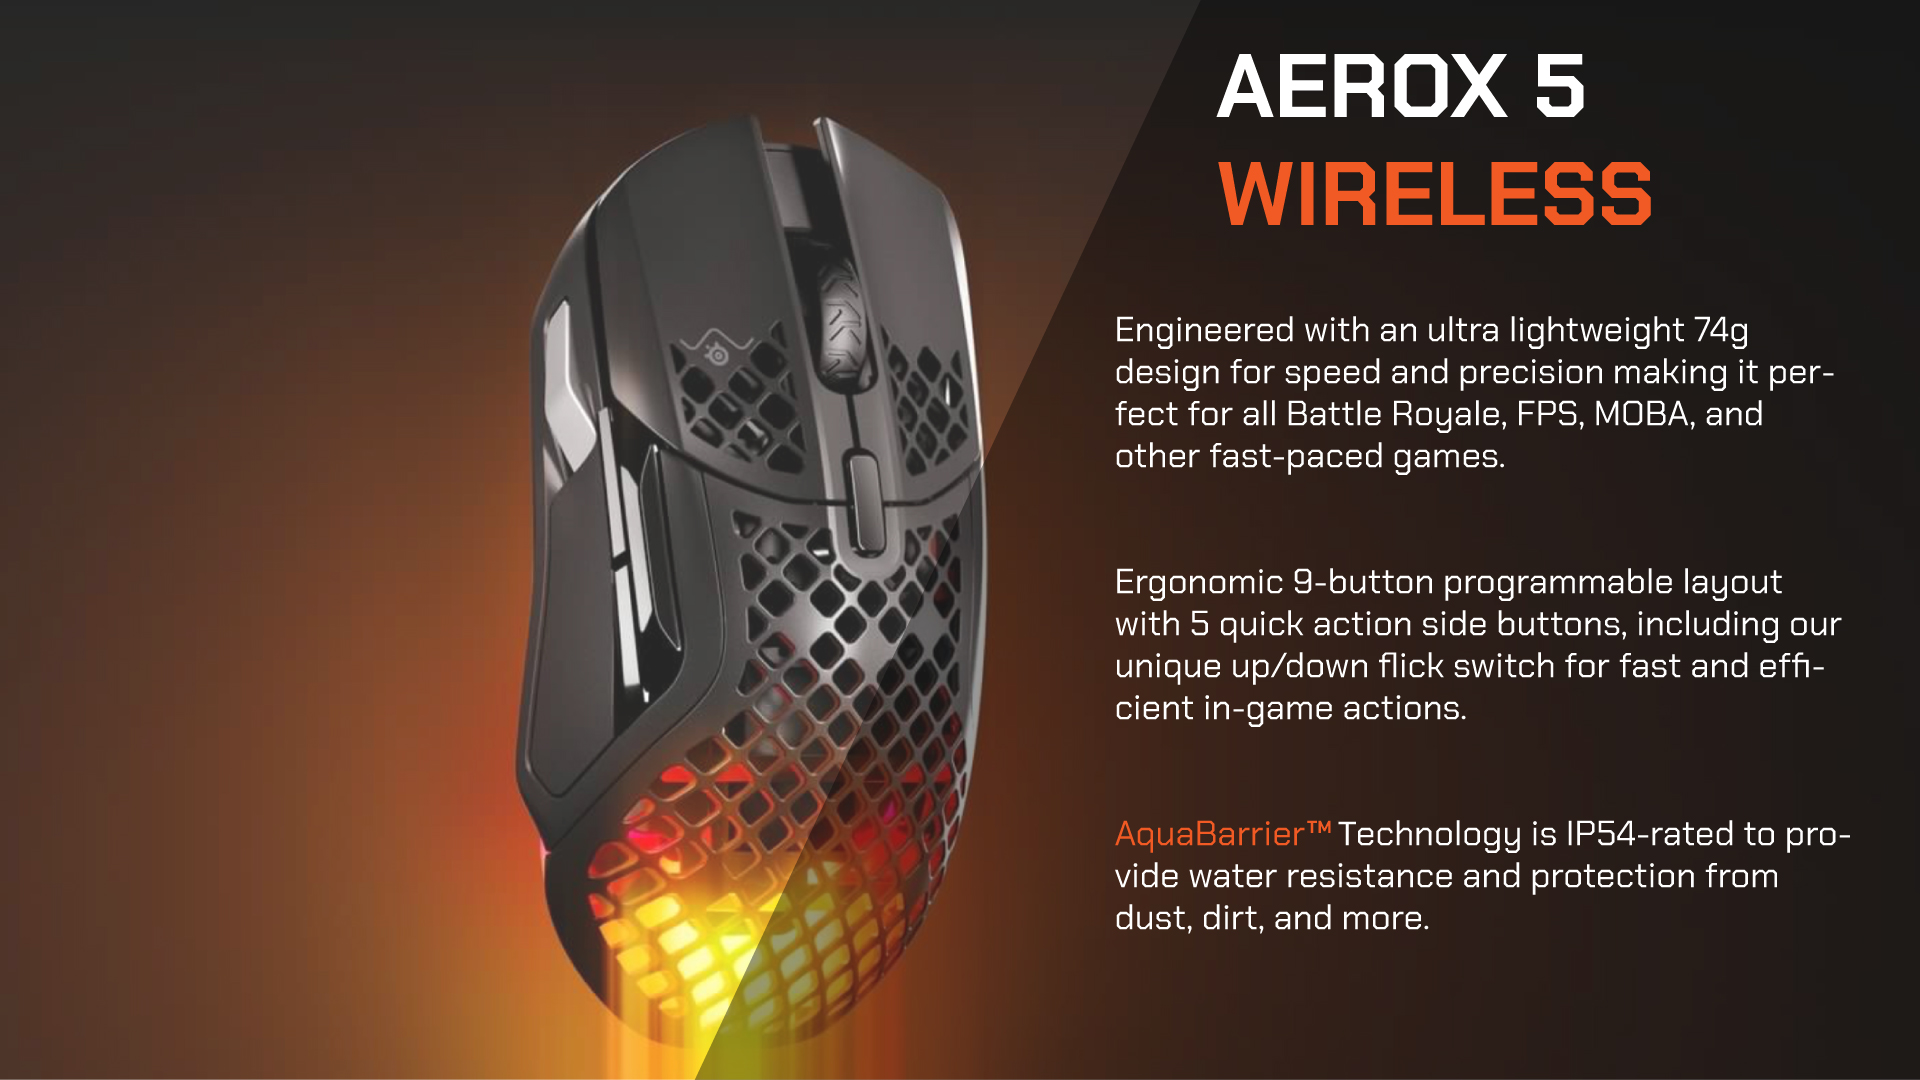 AEROX 5
WIRELESS
Engineered with an ultra lightweight 74g
design for speed and precision making it per-
fect for all Battle Royale, FPS, MOBA, and
other fast-paced games.
Ergonomic 9-button programmable layout
with 5 quick action side buttons, including our
unique up/down flick switch for fast and effi-
cient in-game actions.
AquaBarrier™ Technology is IP54-rated to pro-
vide water resistance and protection from
dust, dirt, and more.